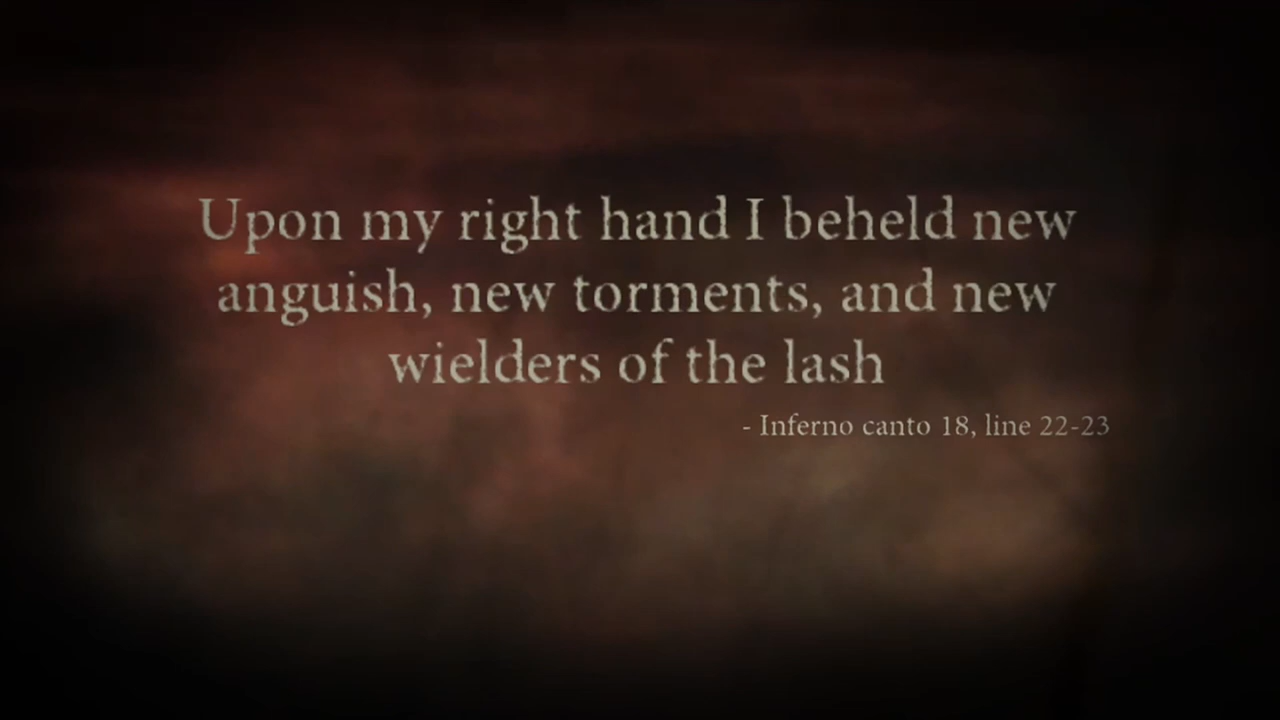 Upon my right hand I beheld new
anguish, new torments, and new
wielders of the lash
- Inferno canto 18, line 22-23